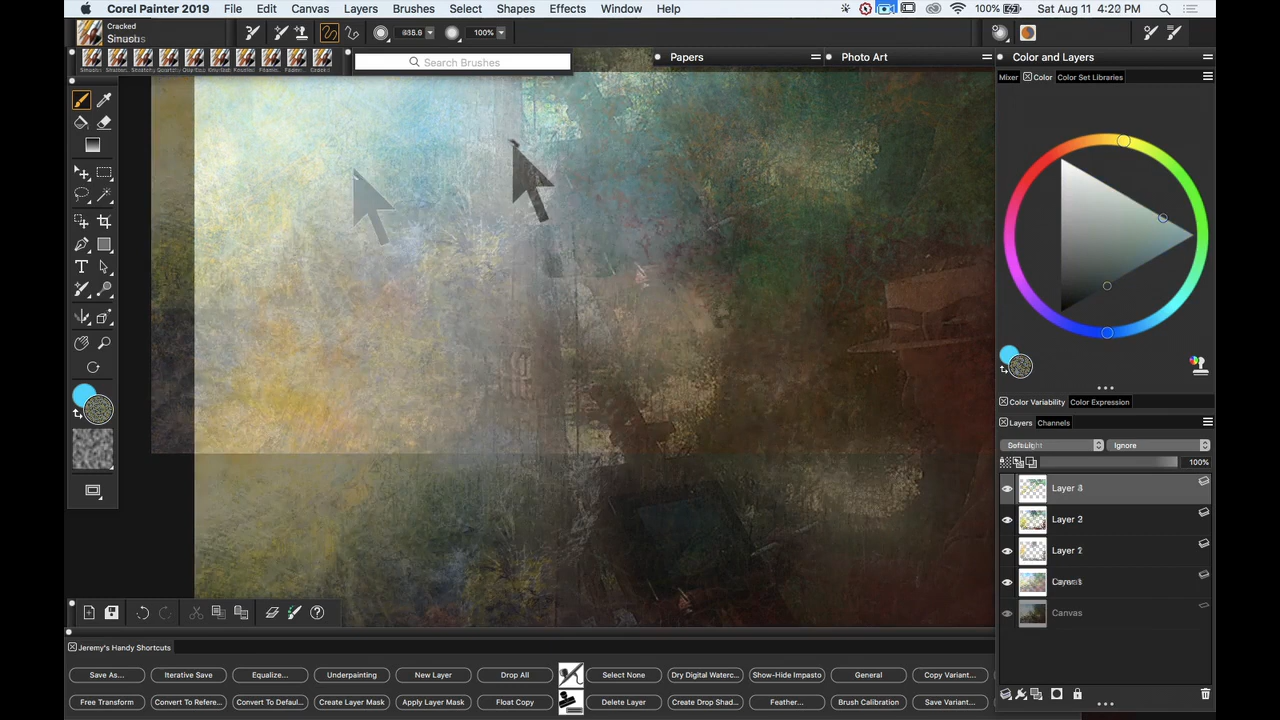 Corel Painter 2019 File Edit Canvas Layers Brushes Select Shapes Effects Window Help 100% Sat Aug 11 4:20 PM
Cracked
100%
Search Brushes
Papers
Photo Art
Color and Layers
Mixer Color Color Set Libraries
Color Variability Color Expression
Layers Channels
Ignore
100%
Layer
Layer
Layer
Canvas
Jeremy's Handy Shortcuts
Save As... Iterative Save Equalize... Underpainting New Layer Drop All Select None Dry Digital Waterc... Show-Hide Impasto General Copy Variant...
Free Transform Convert To Refere... Convert To Defaul... Create Layer Mask Apply Layer Mask Float Copy Delete Layer Create Drop Shad... Feather... Brush Calibration Save Variant...